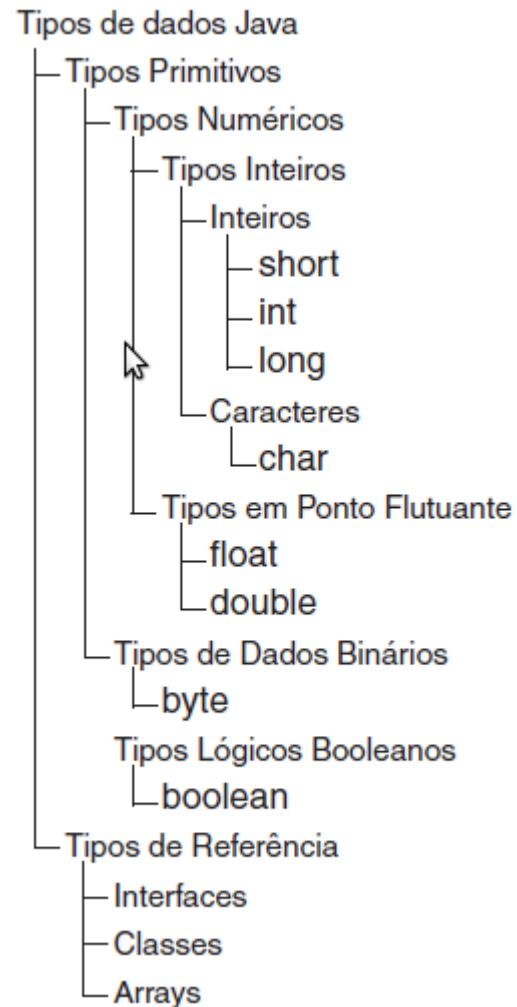 Tipos de dados Java
Tipos Primitivos
Tipos Numéricos
Tipos Inteiros
Inteiros
short
int
long
Caracteres
char
Tipos em Ponto Flutuante
float
double
Tipos de Dados Binários
byte
Tipos Lógicos Booleanos
boolean
Tipos de Referência
Interfaces
Classes
Arrays